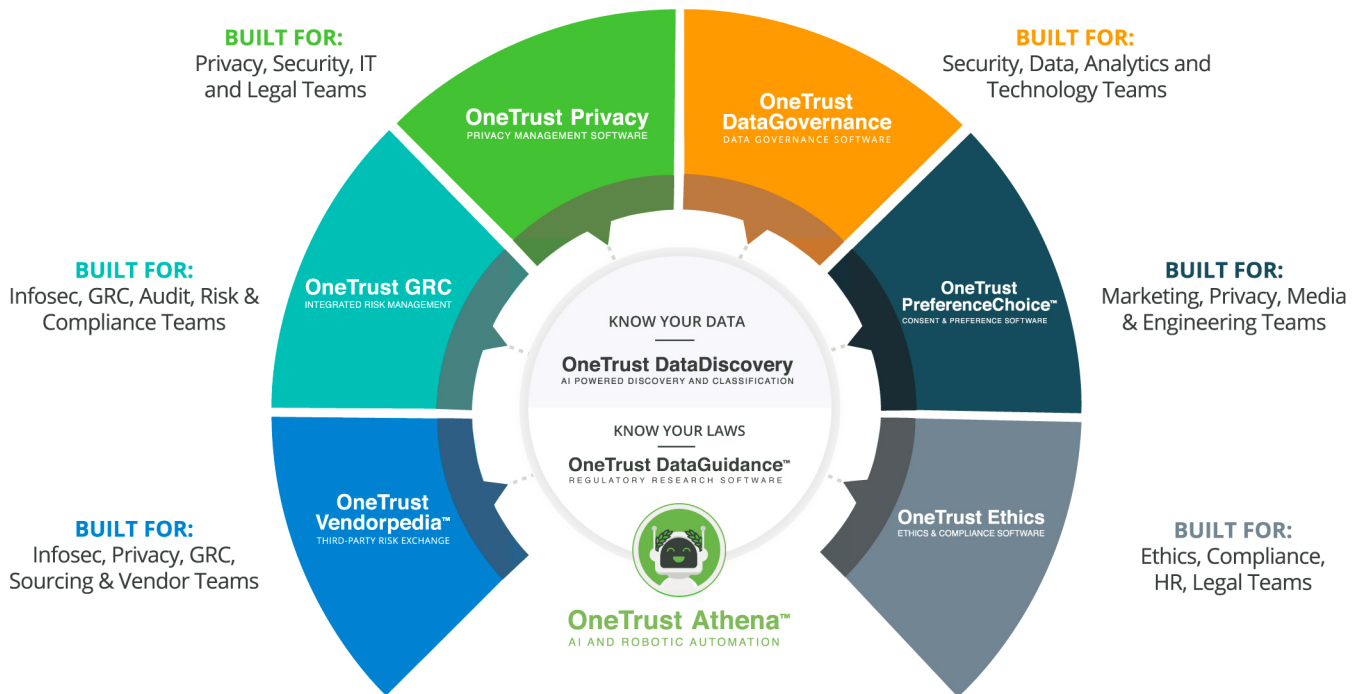 BUILT FOR:
Privacy, Security, IT
and Legal Teams
BUILT FOR:
Security, Data, Analytics and
Technology Teams
OneTrust Privacy
PRIVACY MANAGEMENT SOFTWARE
OneTrust
DataGovernance
DATA GOVERNANCE SOFTWARE
BUILT FOR:
Infosec, GRC, Audit, Risk &
Compliance Teams
OneTrust GRC
INTEGRATED RISK MANAGEMENT
OneTrust
PreferenceChoice™
CONSENT & PREFERENCE SOFTWARE
BUILT FOR:
Marketing, Privacy, Media
& Engineering Teams
KNOW YOUR DATA
OneTrust DataDiscovery
AI POWERED DISCOVERY AND CLASSIFICATION
KNOW YOUR LAWS
OneTrust DataGuidance™
REGULATORY RESEARCH SOFTWARE
BUILT FOR:
Infosec, Privacy, GRC,
Sourcing & Vendor Teams
OneTrust
Vendorpedia™
THIRD-PARTY RISK EXCHANGE
OneTrust Ethics
ETHICS & COMPLIANCE SOFTWARE
BUILT FOR:
Ethics, Compliance,
HR, Legal Teams
OneTrust Athena™
AI AND ROBOTIC AUTOMATION